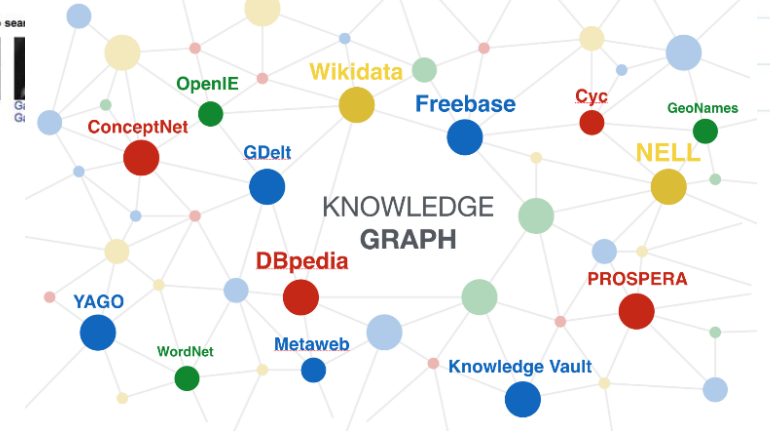 OpenIE
Wikidata
Freebase
Cyc
GeoNames
ConceptNet
GDelt
NELL
KNOWLEDGE
GRAPH
DBpedia
PROSPERA
YAGO
WordNet
Metaweb
Knowledge Vault